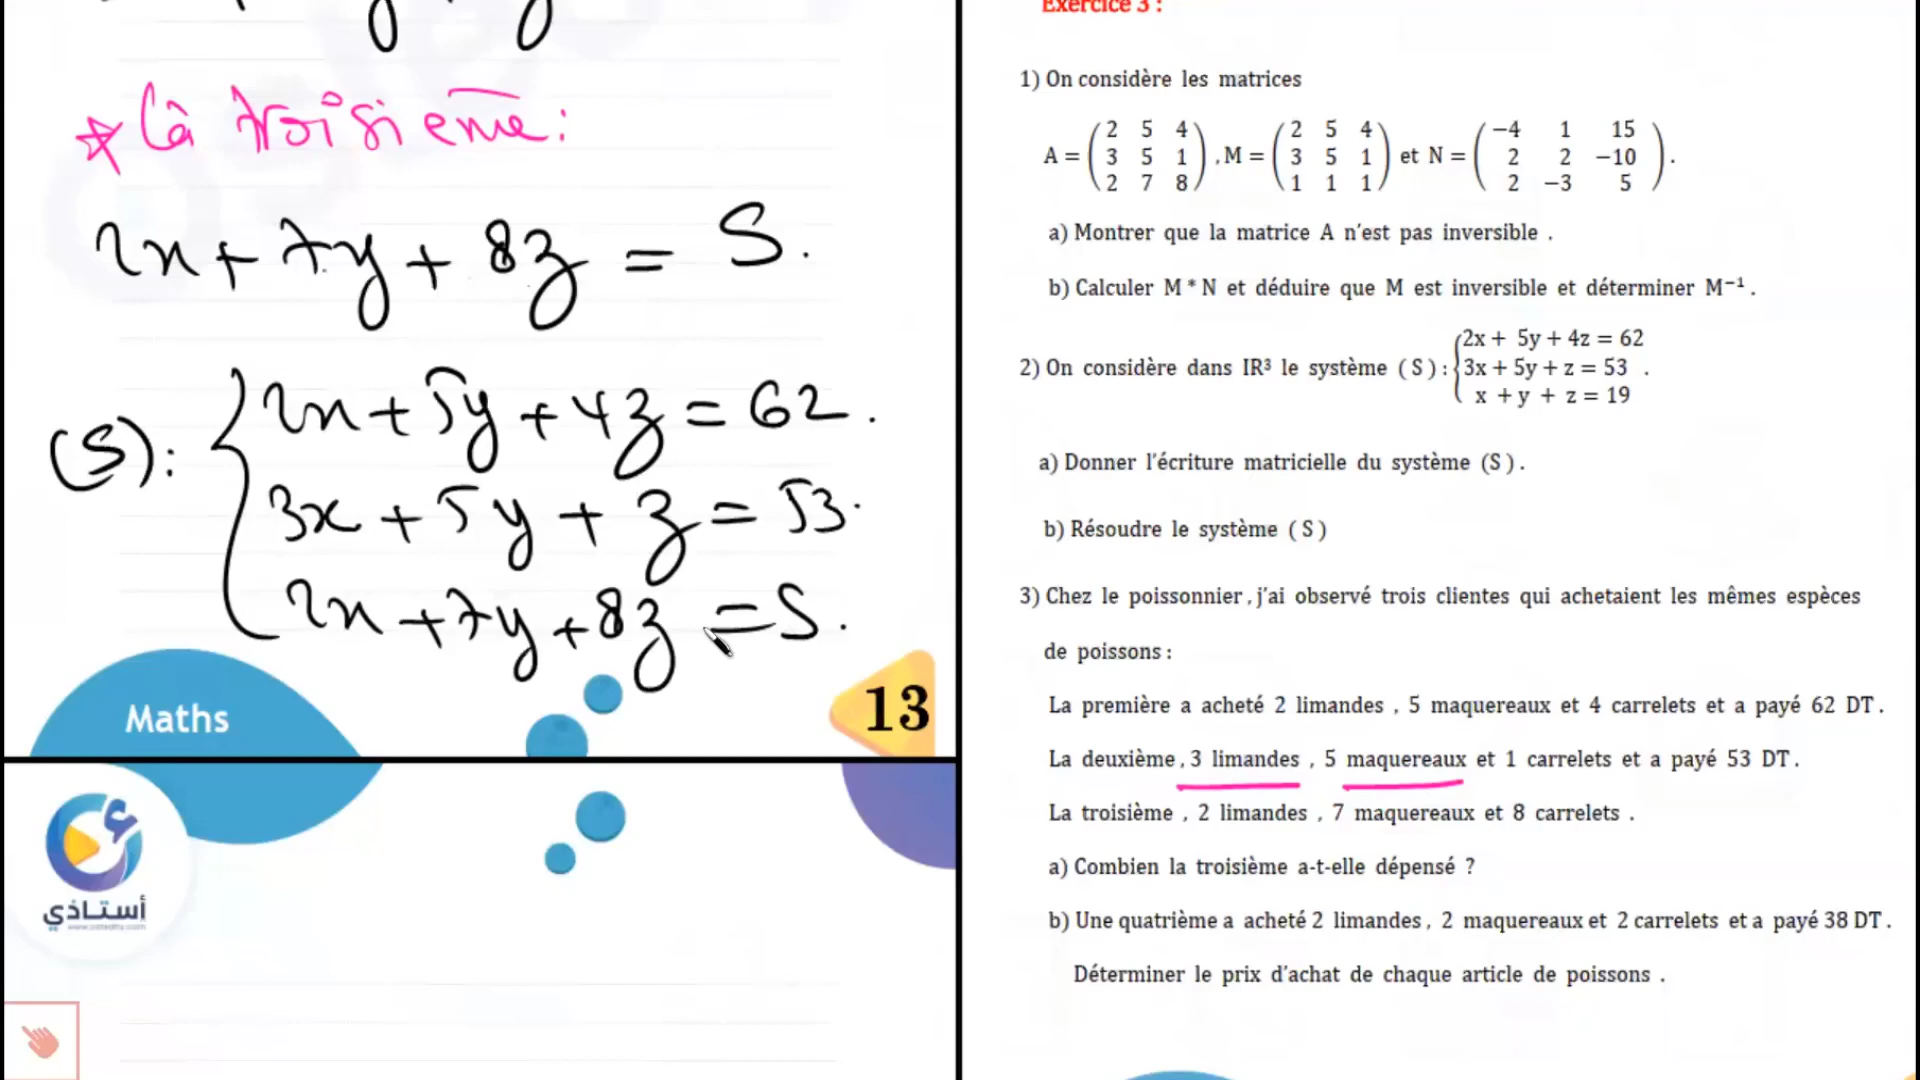 * La troisième :
2x + 7y + 8z = S.
(S) : { 2x + 5y + 4z = 62.
3x + 5y + z = 53.
2x + 7y + 8z = S.
Maths
13
أستاذي
Exercice 3 :
1) On considère les matrices
A = ( 2 5 4 ; 3 5 1 ; 2 7 8 ) , M = ( 2 5 4 ; 3 5 1 ; 1 1 1 ) et N = ( −4 1 15 ; 2 2 −10 ; 2 −3 5 ) .
a) Montrer que la matrice A n'est pas inversible .
b) Calculer M * N et déduire que M est inversible et déterminer M⁻¹ .
2) On considère dans IR³ le système ( S ) : { 2x + 5y + 4z = 62
3x + 5y + z = 53 .
x + y + z = 19
a) Donner l'écriture matricielle du système ( S ) .
b) Résoudre le système ( S )
3) Chez le poissonnier , j'ai observé trois clientes qui achetaient les mêmes espèces
de poissons :
La première a acheté 2 limandes , 5 maquereaux et 4 carrelets et a payé 62 DT .
La deuxième , 3 limandes , 5 maquereaux et 1 carrelets et a payé 53 DT .
La troisième , 2 limandes , 7 maquereaux et 8 carrelets .
a) Combien la troisième a-t-elle dépensé ?
b) Une quatrième a acheté 2 limandes , 2 maquereaux et 2 carrelets et a payé 38 DT .
Déterminer le prix d'achat de chaque article de poissons .